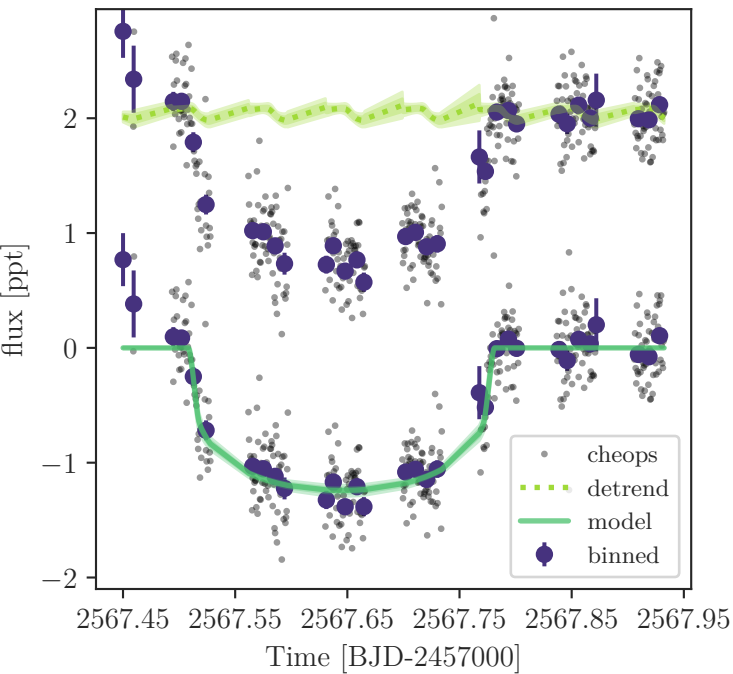 flux [ppt]
2
1
0
−1
−2
cheops
detrend
model
binned
2567.45 2567.55 2567.65 2567.75 2567.85 2567.95
Time [BJD-2457000]